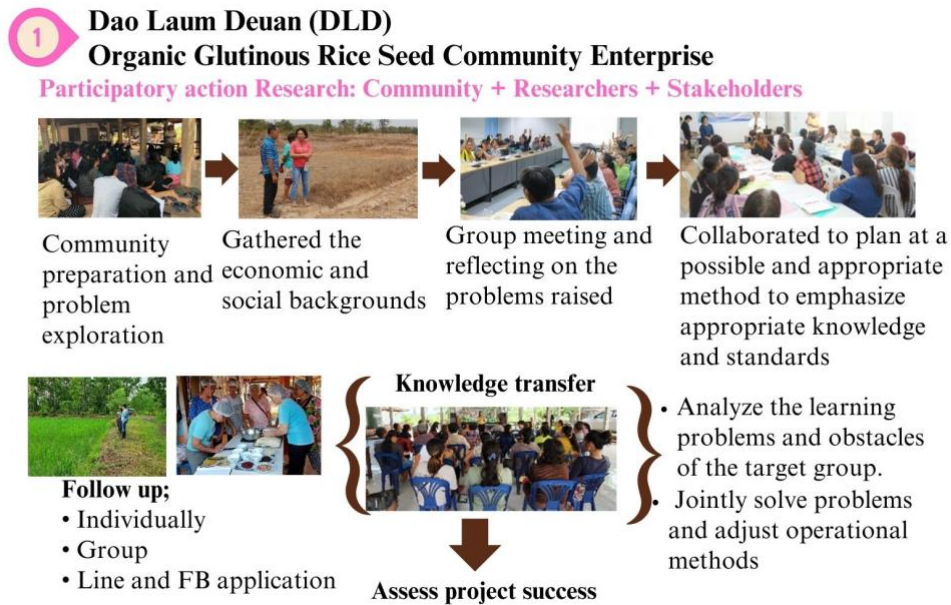 1
Dao Laum Deuan (DLD)
Organic Glutinous Rice Seed Community Enterprise
Participatory action Research: Community + Researchers + Stakeholders
Community
preparation and
problem
exploration
Gathered the
economic and
social backgrounds
Group meeting and
reflecting on the
problems raised
Collaborated to plan at a
possible and appropriate
method to emphasize
appropriate knowledge
and standards
Follow up;
• Individually
• Group
• Line and FB application
Knowledge transfer
• Analyze the learning
problems and obstacles
of the target group.
• Jointly solve problems
and adjust operational
methods
Assess project success